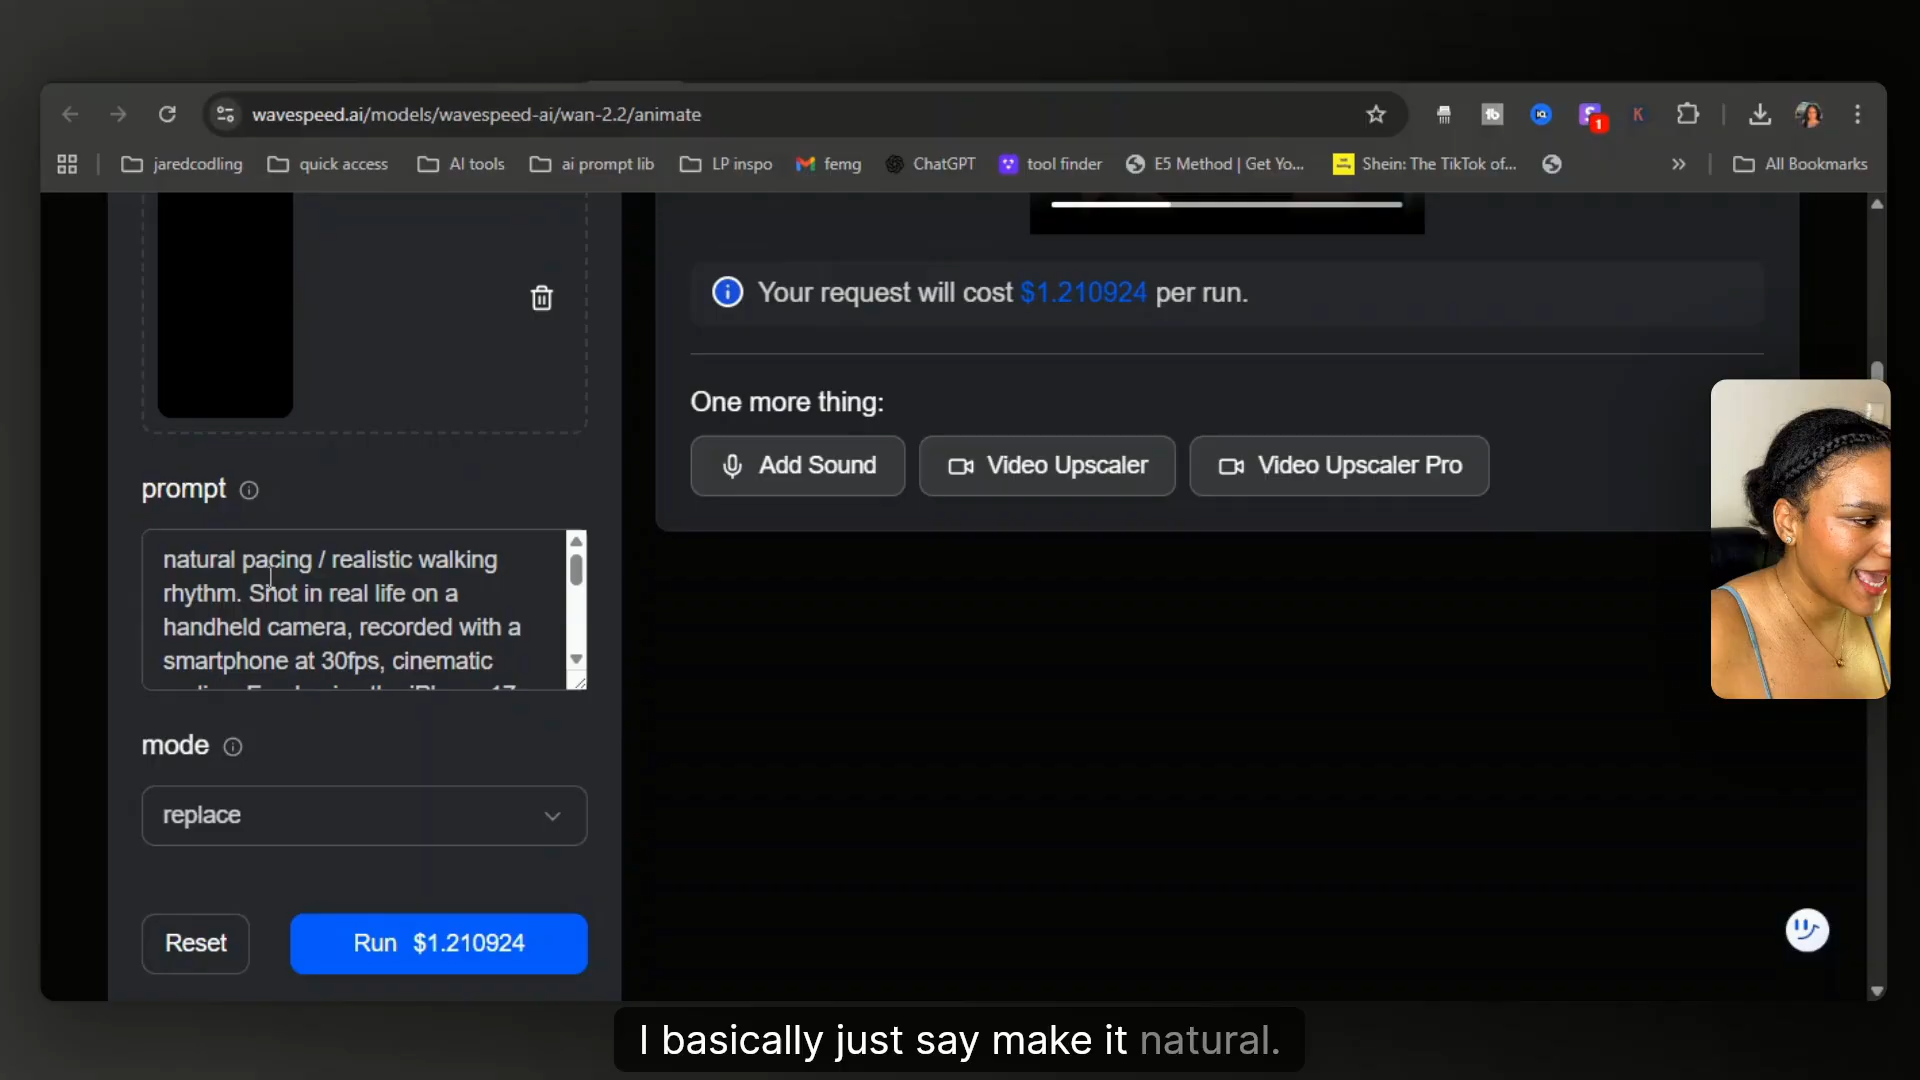 wavespeed.ai/models/wavespeed-ai/wan-2.2/animate
1
jaredcodling quick access AI tools ai prompt lib LP inspo femg ChatGPT tool finder E5 Method | Get Yo... Shein: The TikTok of... » All Bookmarks
Your request will cost $1.210924 per run.
One more thing:
Add Sound Video Upscaler Video Upscaler Pro
prompt
natural pacing / realistic walking
rhythm. Shot in real life on a
handheld camera, recorded with a
smartphone at 30fps, cinematic
mode
replace
Reset Run $1.210924
I basically just say make it natural.